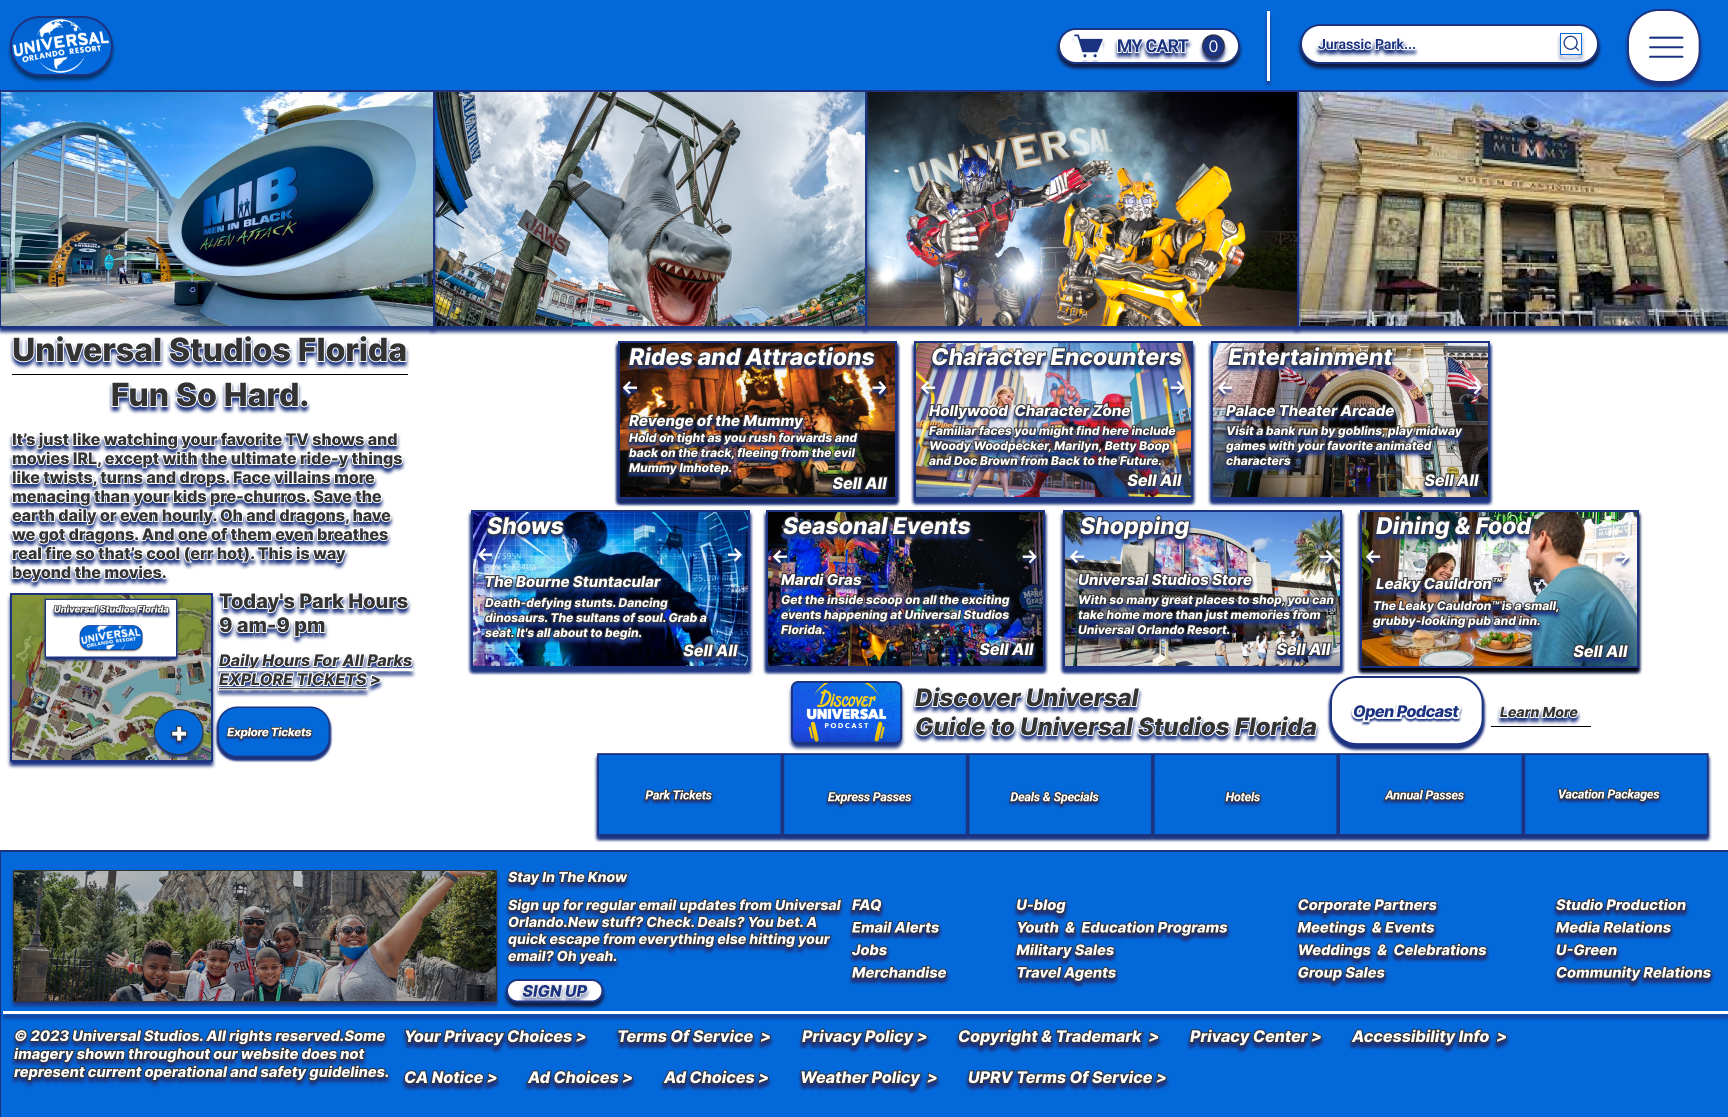 UNIVERSAL
ORLANDO RESORT
MY CART
0
Jurassic Park...
MIB
MEN IN BLACK
ALIEN ATTACK
JAWS
UNIVERSAL
REVENGE OF THE
MUMMY
MUSEUM OF ANTIQUITIES
Universal Studios Florida
Fun So Hard.
It's just like watching your favorite TV shows and
movies IRL, except with the ultimate ride-y things
like twists, turns and drops. Face villains more
menacing than your kids pre-churros. Save the
earth daily or even hourly. Oh and dragons, have
we got dragons. And one of them even breathes
real fire so that's cool (err hot). This is way
beyond the movies.
Universal Studios Florida
UNIVERSAL
ORLANDO RESORT
Today's Park Hours
9 am-9 pm
Daily Hours For All Parks
EXPLORE TICKETS >
Explore Tickets
Rides and Attractions
Revenge of the Mummy
Hold on tight as you rush forwards and
back on the track, fleeing from the evil
Mummy Imhotep.
Sell All
Character Encounters
Hollywood Character Zone
Familiar faces you might find here include
Woody Woodpecker, Marilyn, Betty Boop
and Doc Brown from Back to the Future.
Sell All
Entertainment
Palace Theater Arcade
Visit a bank run by goblins, play midway
games with your favorite animated
characters
Sell All
Shows
The Bourne Stuntacular
Death-defying stunts. Dancing
dinosaurs. The sultans of soul. Grab a
seat. It's all about to begin.
Sell All
Seasonal Events
Mardi Gras
Get the inside scoop on all the exciting
events happening at Universal Studios
Florida.
Sell All
Shopping
Universal Studios Store
With so many great places to shop, you can
take home more than just memories from
Universal Orlando Resort.
Sell All
Dining & Food
Leaky Cauldron™
The Leaky Cauldron™ is a small,
grubby-looking pub and inn.
Sell All
Discover
UNIVERSAL
PODCAST
Discover Universal
Guide to Universal Studios Florida
Open Podcast
Learn More
Park Tickets
Express Passes
Deals & Specials
Hotels
Annual Passes
Vacation Packages
Stay In The Know
Sign up for regular email updates from Universal
Orlando.New stuff? Check. Deals? You bet. A
quick escape from everything else hitting your
email? Oh yeah.
SIGN UP
FAQ
Email Alerts
Jobs
Merchandise
U-blog
Youth & Education Programs
Military Sales
Travel Agents
Corporate Partners
Meetings & Events
Weddings & Celebrations
Group Sales
Studio Production
Media Relations
U-Green
Community Relations
© 2023 Universal Studios. All rights reserved.Some
imagery shown throughout our website does not
represent current operational and safety guidelines.
Your Privacy Choices >
Terms Of Service >
Privacy Policy >
Copyright & Trademark >
Privacy Center >
Accessibility Info >
CA Notice >
Ad Choices >
Ad Choices >
Weather Policy >
UPRV Terms Of Service >